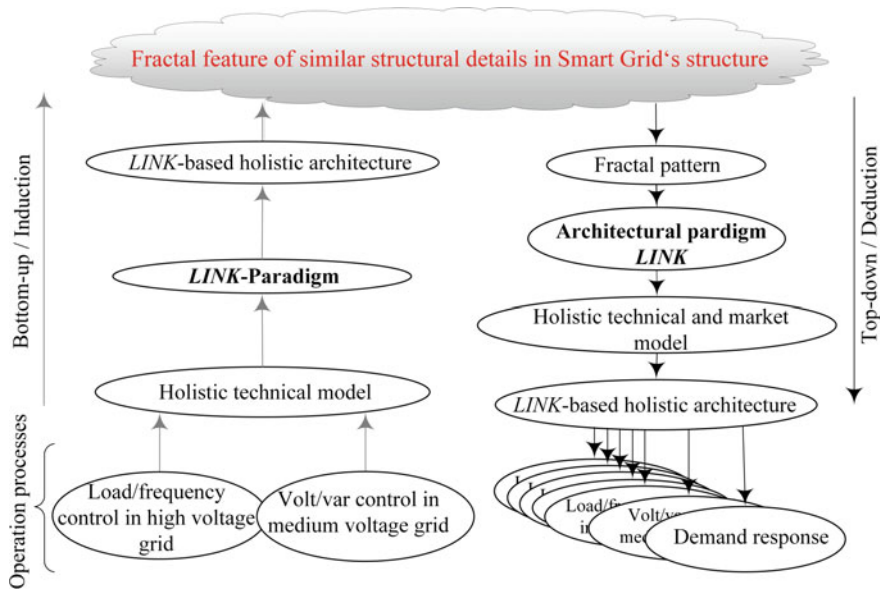 Fractal feature of similar structural details in Smart Grid‘s structure
Bottom-up / Induction
LINK-based holistic architecture
LINK-Paradigm
Holistic technical model
Operation processes
Load/frequency
control in high voltage
grid
Volt/var control in
medium voltage grid
Fractal pattern
Architectural pardigm
LINK
Holistic technical and market
model
LINK-based holistic architecture
Top-down / Deduction
Volt/var
Demand response